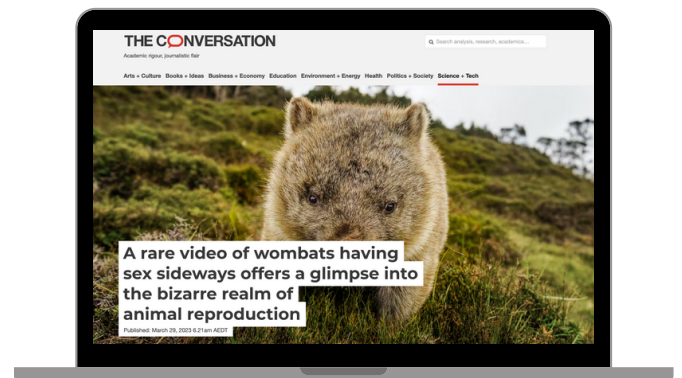 THE CONVERSATION
Academic rigour, journalistic flair
Search analysis, research, academics...
Arts + Culture Books + Ideas Business + Economy Education Environment + Energy Health Politics + Society Science + Tech
A rare video of wombats having
sex sideways offers a glimpse into
the bizarre realm of
animal reproduction
Published: March 29, 2023 6.21am AEDT